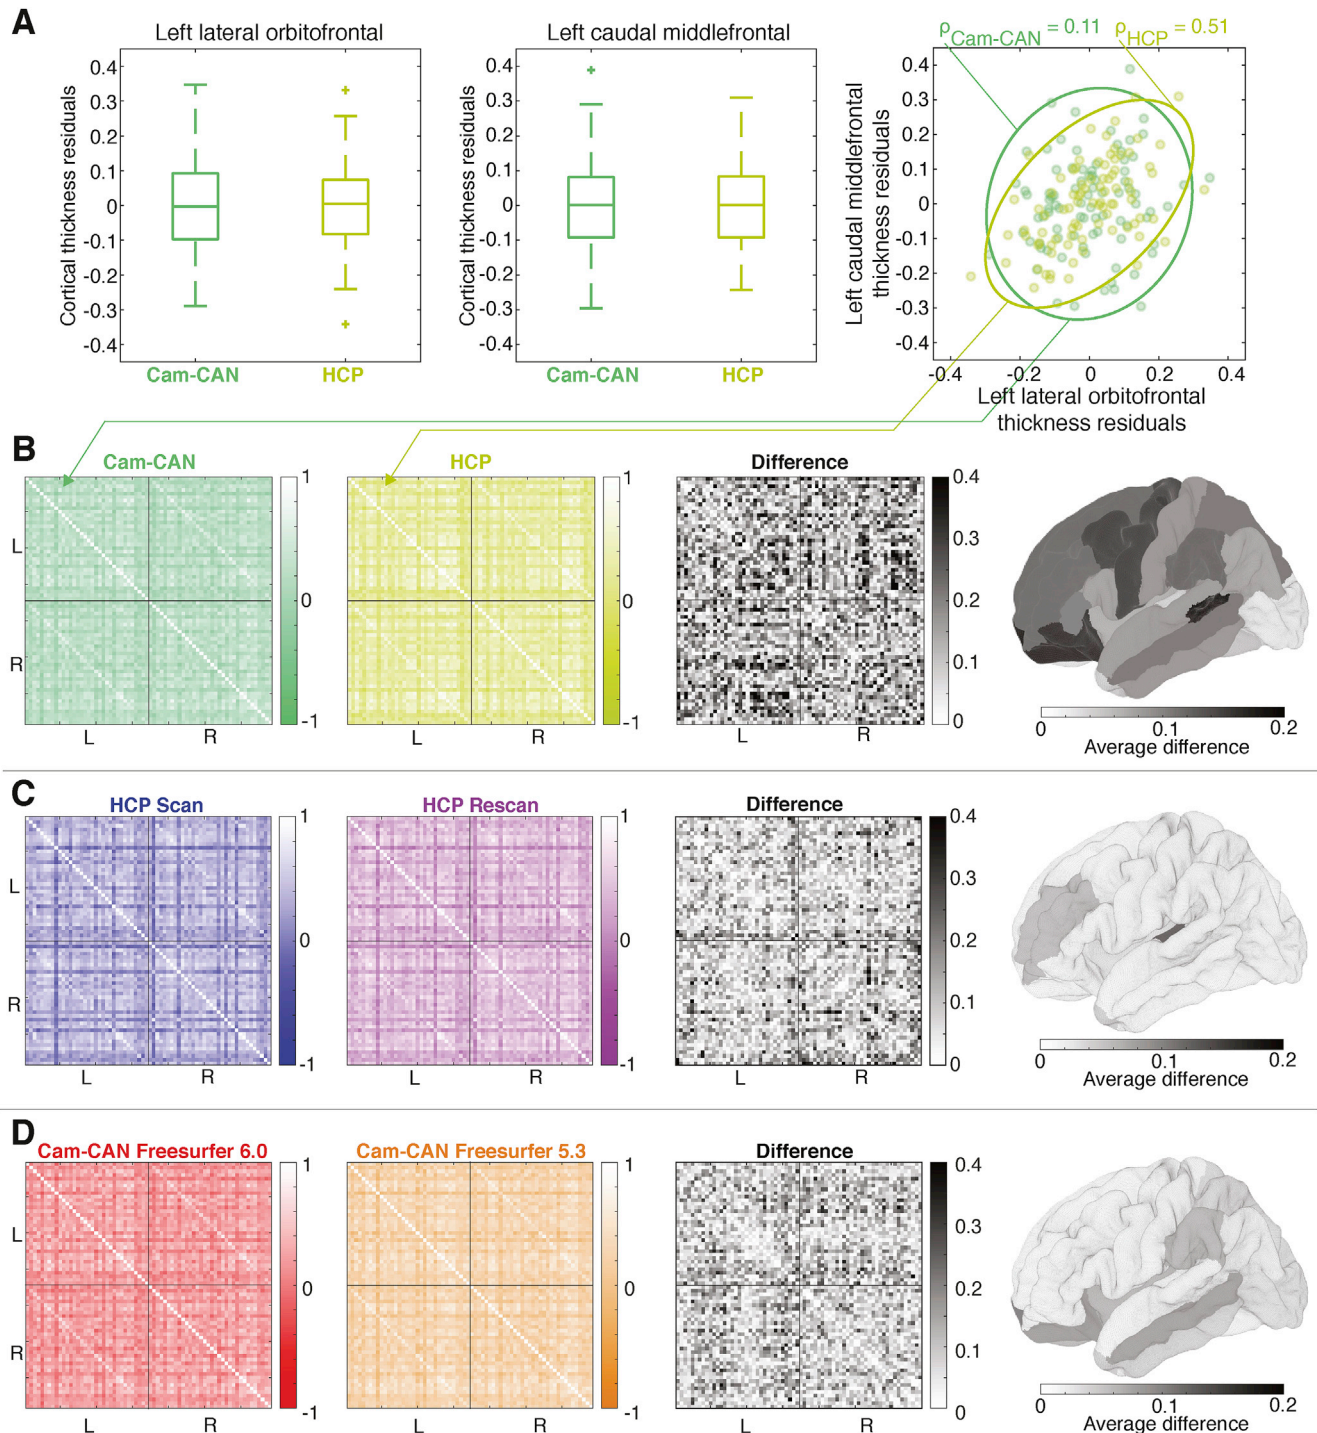 A
Left lateral orbitofrontal
Cortical thickness residuals
0.4
0.3
0.2
0.1
0
-0.1
-0.2
-0.3
-0.4
Cam-CAN HCP
Left caudal middlefrontal
Cortical thickness residuals
0.4
0.3
0.2
0.1
0
-0.1
-0.2
-0.3
-0.4
Cam-CAN HCP
ρCam-CAN = 0.11 ρHCP = 0.51
Left caudal middlefrontal
thickness residuals
0.4
0.3
0.2
0.1
0
-0.1
-0.2
-0.3
-0.4
-0.4 -0.2 0 0.2 0.4
Left lateral orbitofrontal
thickness residuals
B
Cam-CAN
L
R
L R
1
0
-1
HCP
L R
1
0
-1
Difference
L R
0.4
0.3
0.2
0.1
0
0 0.1 0.2
Average difference
C
HCP Scan
L
R
L R
1
0
-1
HCP Rescan
L R
1
0
-1
Difference
L R
0.4
0.3
0.2
0.1
0
0 0.1 0.2
Average difference
D
Cam-CAN Freesurfer 6.0
L
R
L R
1
0
-1
Cam-CAN Freesurfer 5.3
L R
1
0
-1
Difference
L R
0.4
0.3
0.2
0.1
0
0 0.1 0.2
Average difference